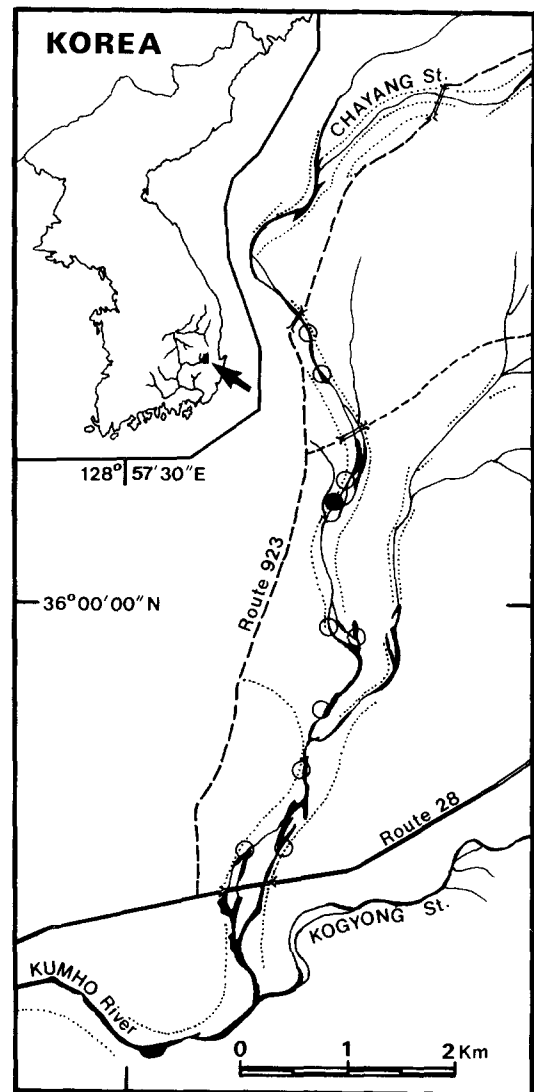 KOREA
CHAYANG St.
128° 57′30″E
Route 923
36°00′00″N
Route 28
KOGYONG St.
KUMHO River
0 1 2 Km